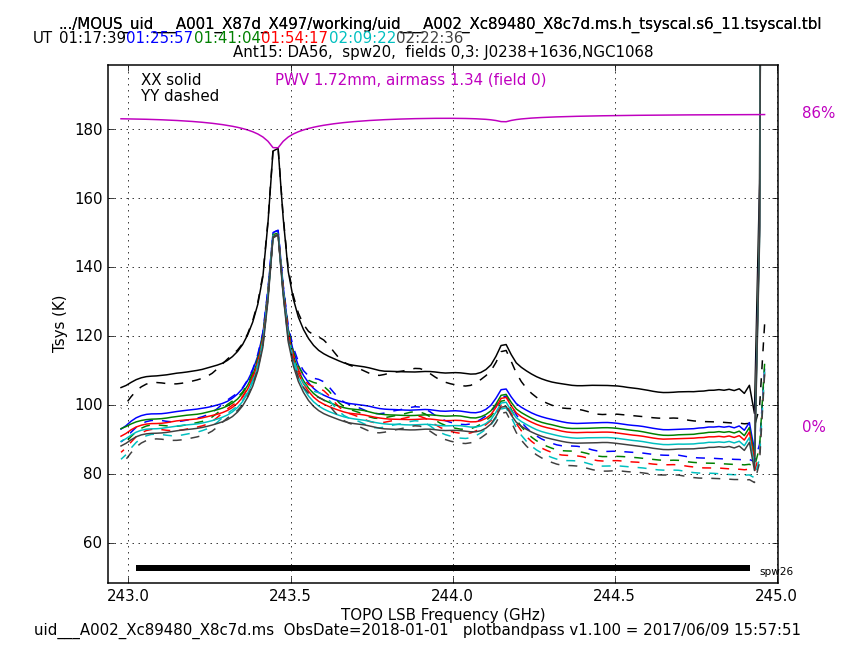 .../MOUS_uid___A001_X87d_X497/working/uid___A002_Xc89480_X8c7d.ms.h_tsyscal.s6_11.tsyscal.tbl
UT 01:17:39 01:25:57 01:41:04 01:54:17 02:09:22 02:22:36
Ant15: DA56,  spw20,  fields 0,3: J0238+1636,NGC1068
XX solid
PWV 1.72mm, airmass 1.34 (field 0)
YY dashed
86%
0%
180
160
140
120
100
80
60
Tsys (K)
spw26
243.0 243.5 244.0 244.5 245.0
TOPO LSB Frequency (GHz)
uid___A002_Xc89480_X8c7d.ms  ObsDate=2018-01-01   plotbandpass v1.100 = 2017/06/09 15:57:51